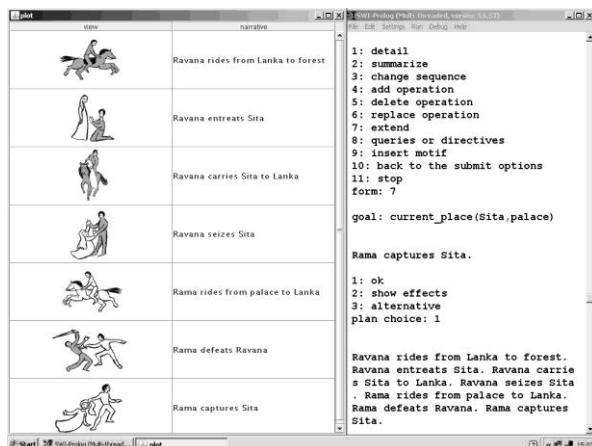 plot
view narrative
Ravana rides from Lanka to forest
Ravana entreats Sita
Ravana carries Sita to Lanka
Ravana seizes Sita
Rama rides from palace to Lanka
Rama defeats Ravana
Rama captures Sita
SWI-Prolog (Multi-threaded, version 5.6.57)
File Edit Settings Run Debug Help
1: detail
2: summarize
3: change sequence
4: add operation
5: delete operation
6: replace operation
7: extend
8: queries or directives
9: insert motif
10: back to the submit options
11: stop
form: 7
goal: current_place(Sita,palace)
Rama captures Sita.
1: ok
2: show effects
3: alternative
plan choice: 1
Ravana rides from Lanka to forest.
Ravana entreats Sita. Ravana carrie
s Sita to Lanka. Ravana seizes Sita
. Rama rides from palace to Lanka.
Rama defeats Ravana. Rama captures
Sita.
Start SWI-Prolog (Multi-thread... plot